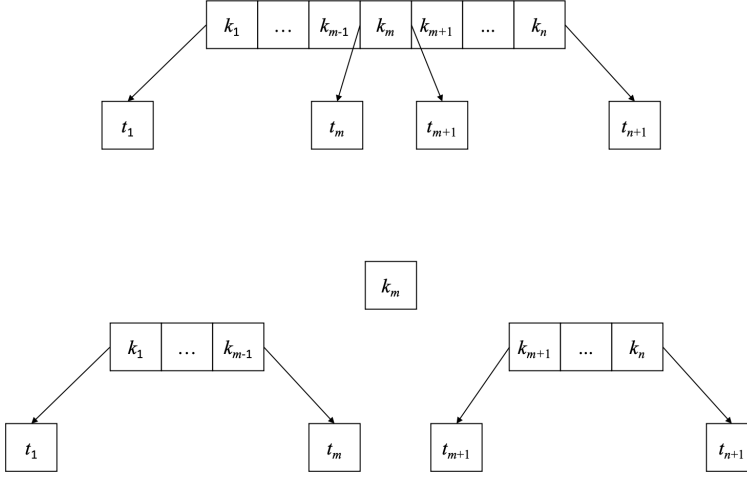 k₁ … kₘ₋₁ kₘ kₘ₊₁ ... kₙ
t₁ tₘ tₘ₊₁ tₙ₊₁
kₘ
k₁ … kₘ₋₁ kₘ₊₁ ... kₙ
t₁ tₘ tₘ₊₁ tₙ₊₁